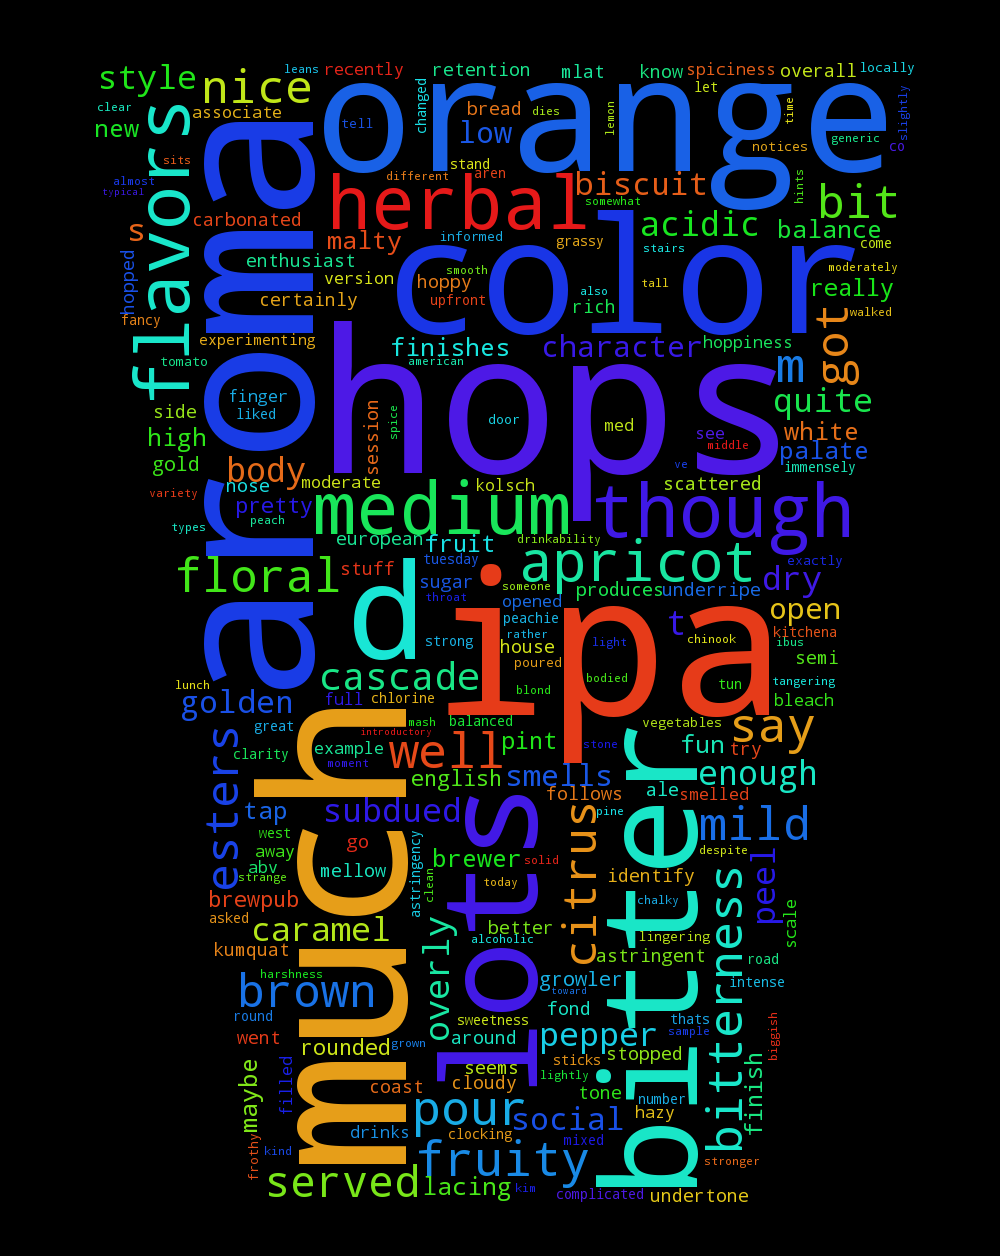 orange
hops
color
ipa
aroma
much
bitter
lots
d
herbal
medium
though
flavors
apricot
nice
style
floral
cascade
brown
fruity
served
pour
bitterness
esters
citrus
mild
say
well
bit
got
m
acidic
biscuit
low
quite
dry
t
s
body
golden
subdued
caramel
pepper
social
overly
smells
enough
peel
open
finishes
character
balance
really
palate
white
new
leans
recently
retention
mlat
know
spiciness
overall
locally
clear
associate
tell
changed
bread
dies
lemon
let
time
slightly
sits
stand
notices
generic
co
almost
typical
different
aren
somewhat
hints
carbonated
malty
informed
grassy
stairs
come
hopped
enthusiast
version
smooth
hoppy
also
tall
moderately
certainly
upfront
rich
walked
fancy
experimenting
hoppiness
tomato
american
side
finger
liked
session
spice
door
med
see
middle
high
gold
ve
immensely
variety
nose
moderate
kolsch
scattered
pretty
types
peach
european
fruit
drinkability
exactly
stuff
tuesday
sugar
someone
produces
underripe
throat
opened
peachie
kitchena
strong
rather
house
light
chinook
ibus
semi
poured
lunch
full
chlorine
blond
bodied
tun
tangering
bleach
great
mash
balanced
vegetables
introductory
clarity
example
pint
stone
fun
try
moment
english
follows
ale
smelled
tap
pine
west
go
away
abv
mellow
astringency
brewer
solid
despite
strange
clean
today
identify
brewpub
chalky
asked
better
scale
kumquat
alcoholic
lingering
astringent
road
harshness
growler
intense
toward
round
fond
sweetness
thats
sample
biggish
went
rounded
grown
around
sticks
stopped
seems
lightly
finish
maybe
filled
coast
cloudy
tone
number
hazy
drinks
clocking
mixed
frothy
kind
stronger
lacing
kim
complicated
undertone